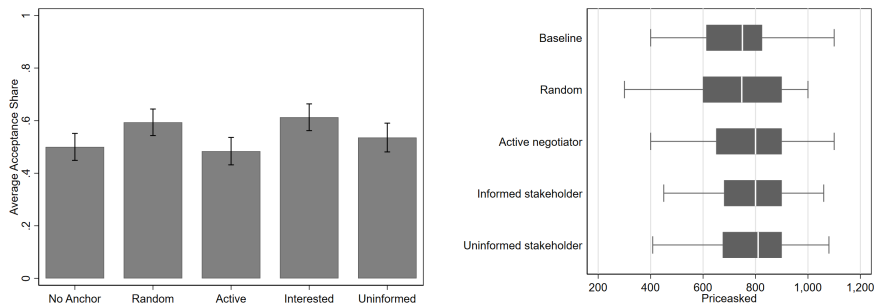 Average Acceptance Share
1
.8
.6
.4
.2
0
No Anchor Random Active Interested Uninformed
Baseline
Random
Active negotiator
Informed stakeholder
Uninformed stakeholder
200 400 600 800 1,000 1,200
Priceasked